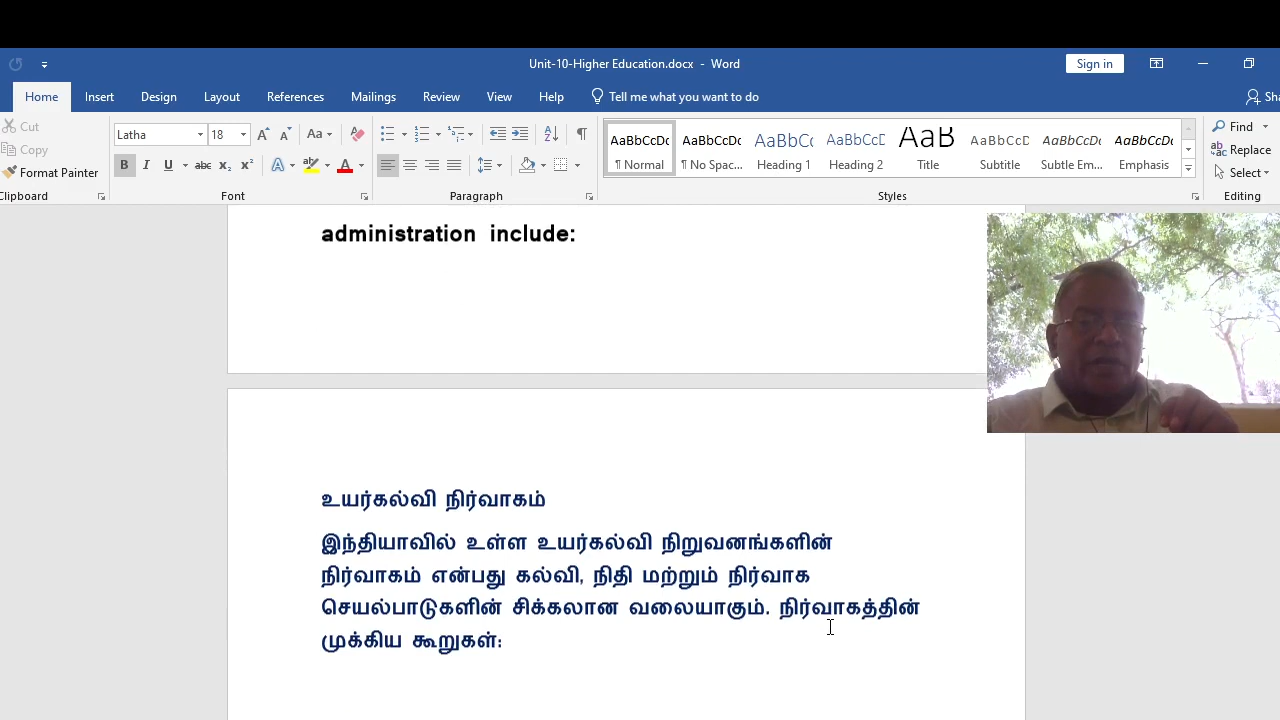 Unit-10-Higher Education.docx - Word
Sign in
Home Insert Design Layout References Mailings Review View Help Tell me what you want to do
Cut
Copy
Format Painter
Clipboard
Latha 18
Font
Paragraph
AaBbCcDc AaBbCcDc AaBbC AaBbCcD AaB AaBbCcD AaBbCcDc AaBbCcDc
¶ Normal ¶ No Spac... Heading 1 Heading 2 Title Subtitle Subtle Em... Emphasis
Styles
Find
Replace
Select
Editing
administration include:
உயர்கல்வி நிர்வாகம்
இந்தியாவில் உள்ள உயர்கல்வி நிறுவனங்களின்
நிர்வாகம் என்பது கல்வி, நிதி மற்றும் நிர்வாக
செயல்பாடுகளின் சிக்கலான வலையாகும். நிர்வாகத்தின்
முக்கிய கூறுகள்: